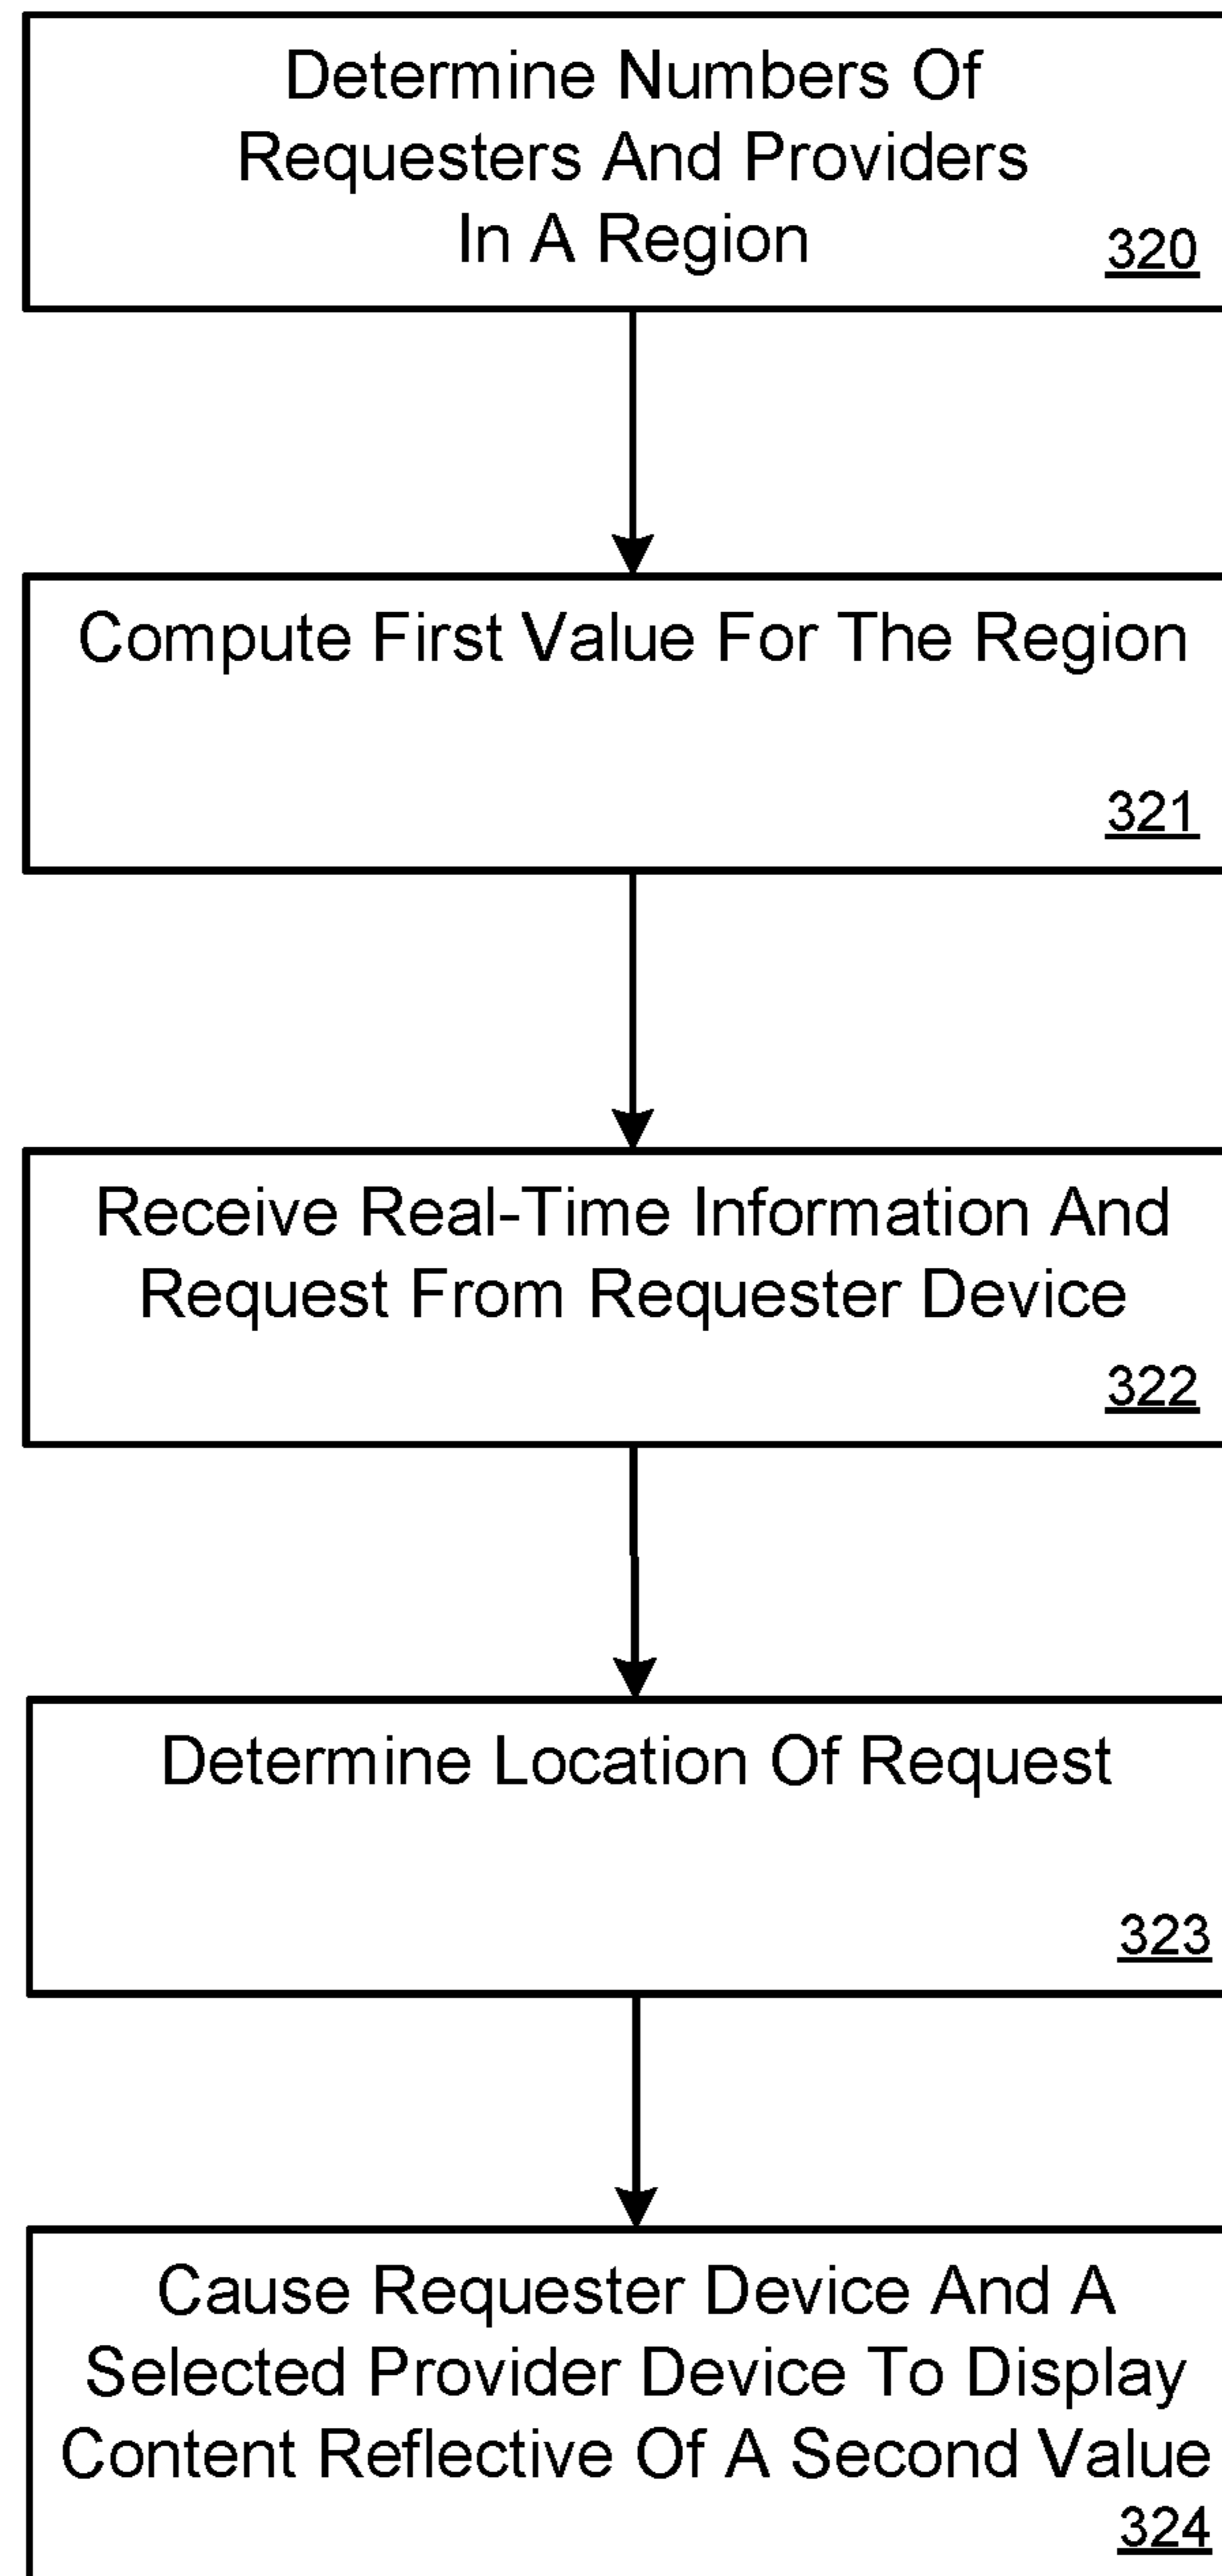 Determine Numbers Of
Requesters And Providers
In A Region
320
Compute First Value For The Region
321
Receive Real-Time Information And
Request From Requester Device
322
Determine Location Of Request
323
Cause Requester Device And A
Selected Provider Device To Display
Content Reflective Of A Second Value
324